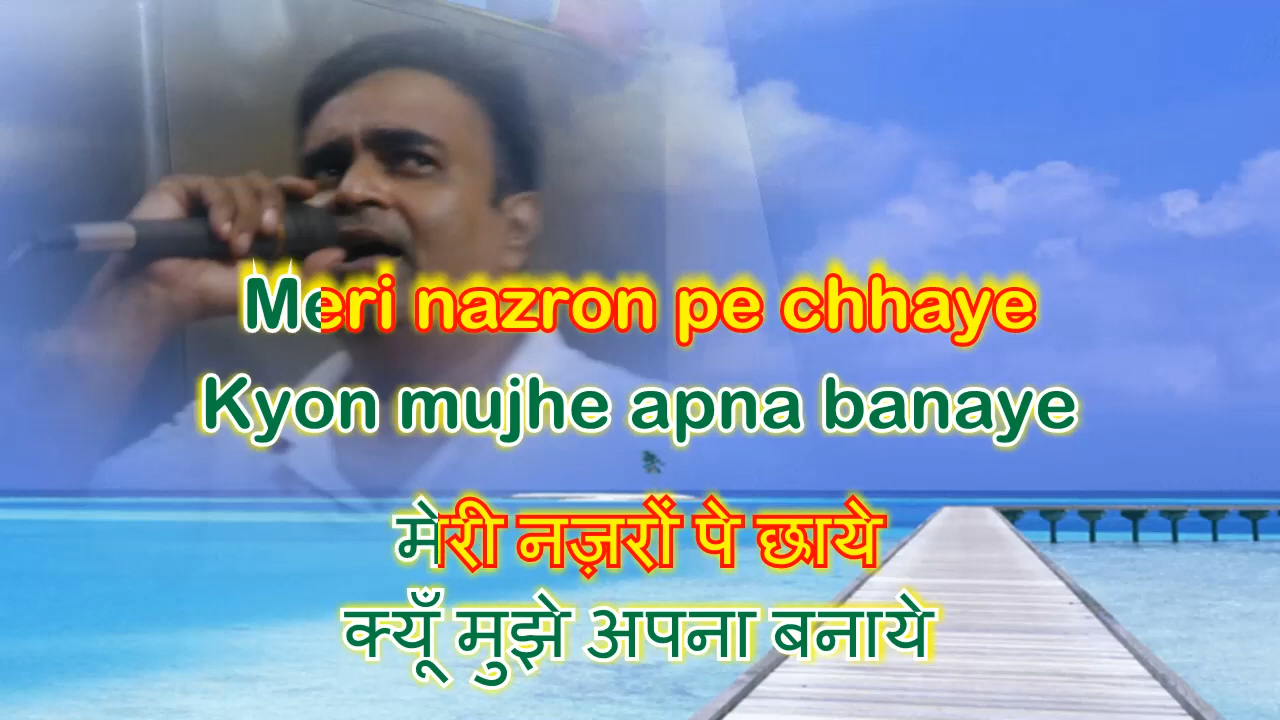 Meri nazron pe chhaye
Kyon mujhe apna banaye
मेरी नज़रों पे छाये
क्यूँ मुझे अपना बनाये